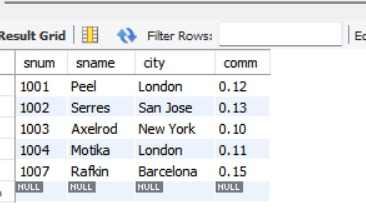 Result Grid Filter Rows: Ed
snum sname city comm
1001 Peel London 0.12
1002 Serres San Jose 0.13
1003 Axelrod New York 0.10
1004 Motika London 0.11
1007 Rafkin Barcelona 0.15
NULL NULL NULL NULL